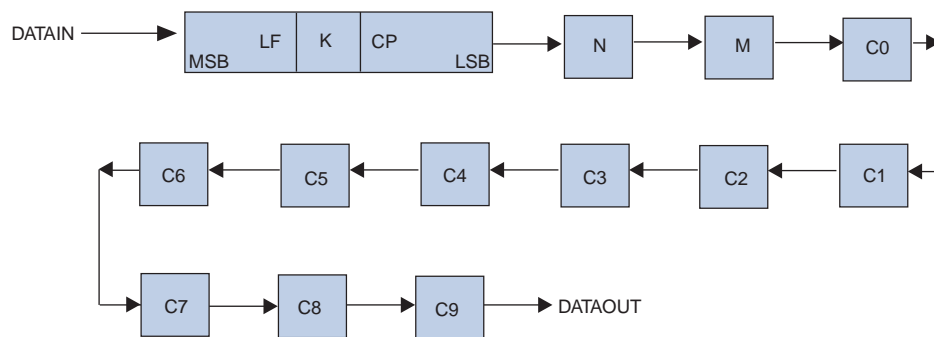 DATAIN
LF K CP
MSB LSB
N
M
C0
C6 C5 C4 C3 C2 C1
C7 C8 C9 DATAOUT